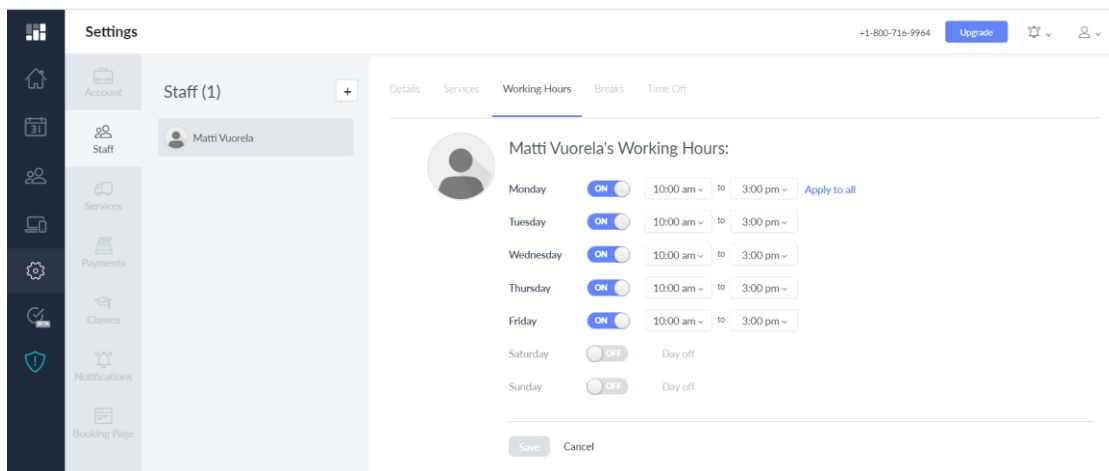 Settings
+1-800-716-9964
Upgrade
31
BETA
Account
Staff
Services
Payments
Classes
Notifications
Booking Page
Staff (1)
+
Matti Vuorela
Details Services Working Hours Breaks Time Off
Matti Vuorela's Working Hours:
Monday ON 10:00 am to 3:00 pm Apply to all
Tuesday ON 10:00 am to 3:00 pm
Wednesday ON 10:00 am to 3:00 pm
Thursday ON 10:00 am to 3:00 pm
Friday ON 10:00 am to 3:00 pm
Saturday OFF Day off
Sunday OFF Day off
Save Cancel